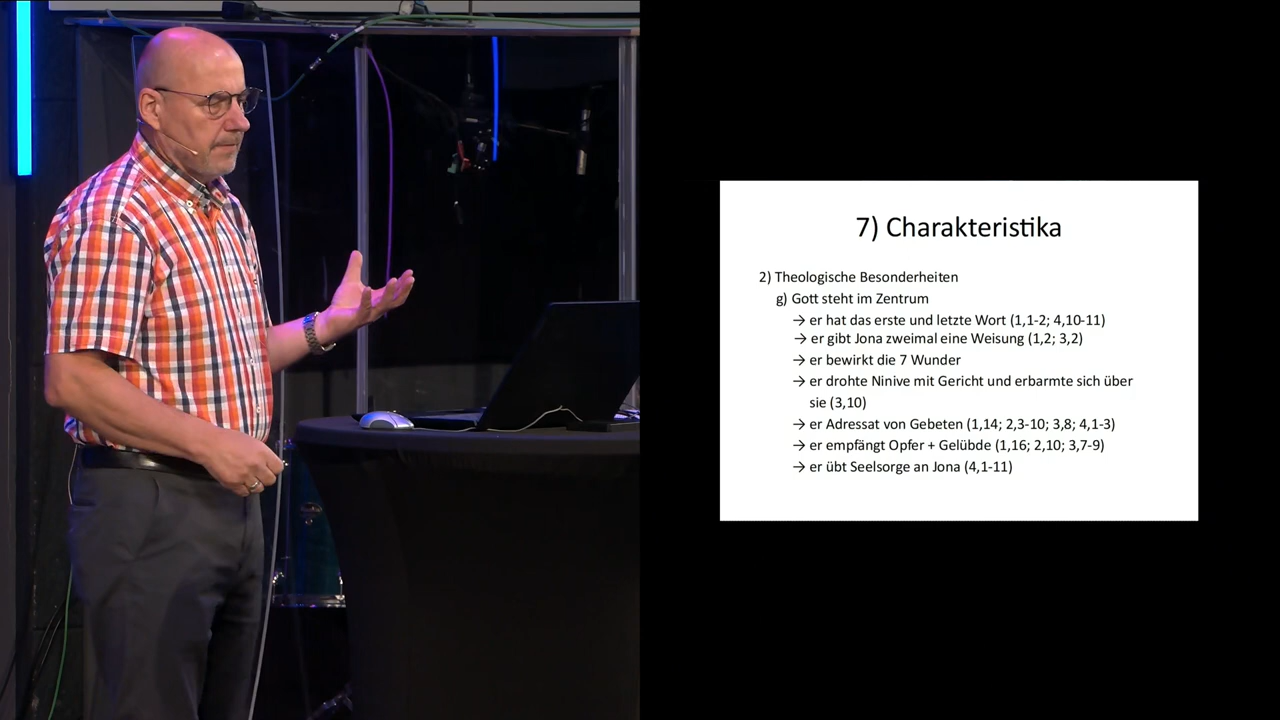 7) Charakteristika
2) Theologische Besonderheiten
g) Gott steht im Zentrum
→ er hat das erste und letzte Wort (1,1-2; 4,10-11)
→ er gibt Jona zweimal eine Weisung (1,2; 3,2)
→ er bewirkt die 7 Wunder
→ er drohte Ninive mit Gericht und erbarmte sich über
sie (3,10)
→ er Adressat von Gebeten (1,14; 2,3-10; 3,8; 4,1-3)
→ er empfängt Opfer + Gelübde (1,16; 2,10; 3,7-9)
→ er übt Seelsorge an Jona (4,1-11)